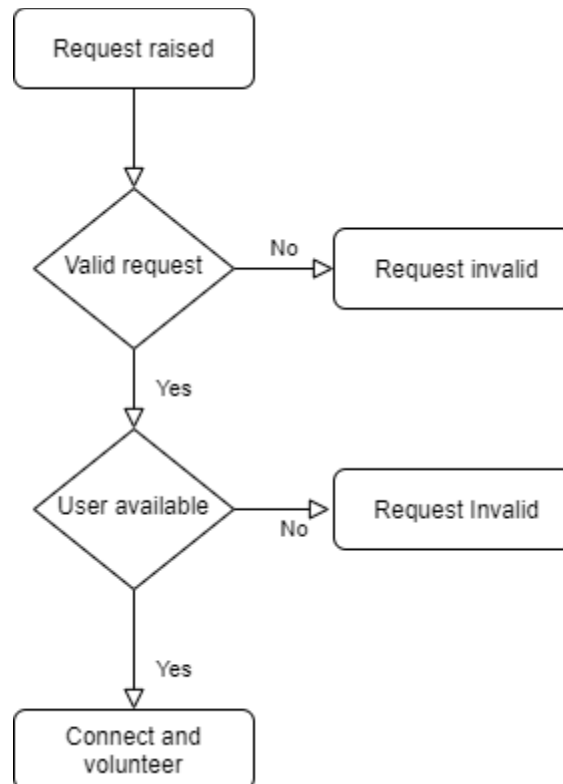 Request raised
Valid request
No
Request invalid
Yes
User available
No
Request Invalid
Yes
Connect and
volunteer